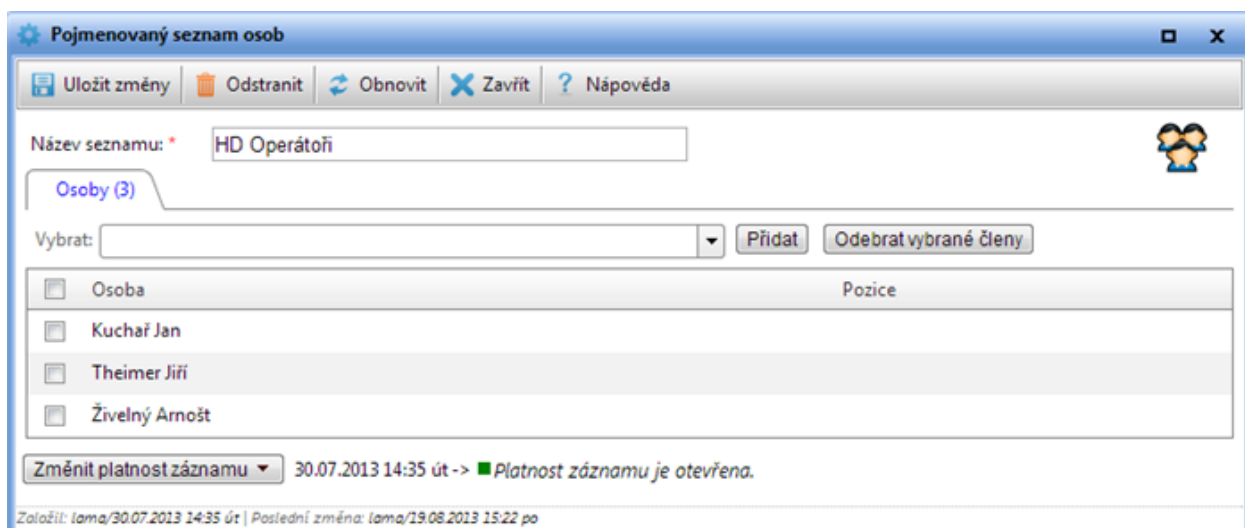 Pojmenovaný seznam osob
Uložit změny Odstranit Obnovit Zavřít ? Nápověda
Název seznamu: * HD Operátoři
Osoby (3)
Vybrat: Přidat Odebrat vybrané členy
Osoba Pozice
Kuchař Jan
Theimer Jiří
Živelný Arnošt
Změnit platnost záznamu 30.07.2013 14:35 út -> Platnost záznamu je otevřena.
Založil: lama/30.07.2013 14:35 út | Poslední změna: lama/19.08.2013 15:22 po